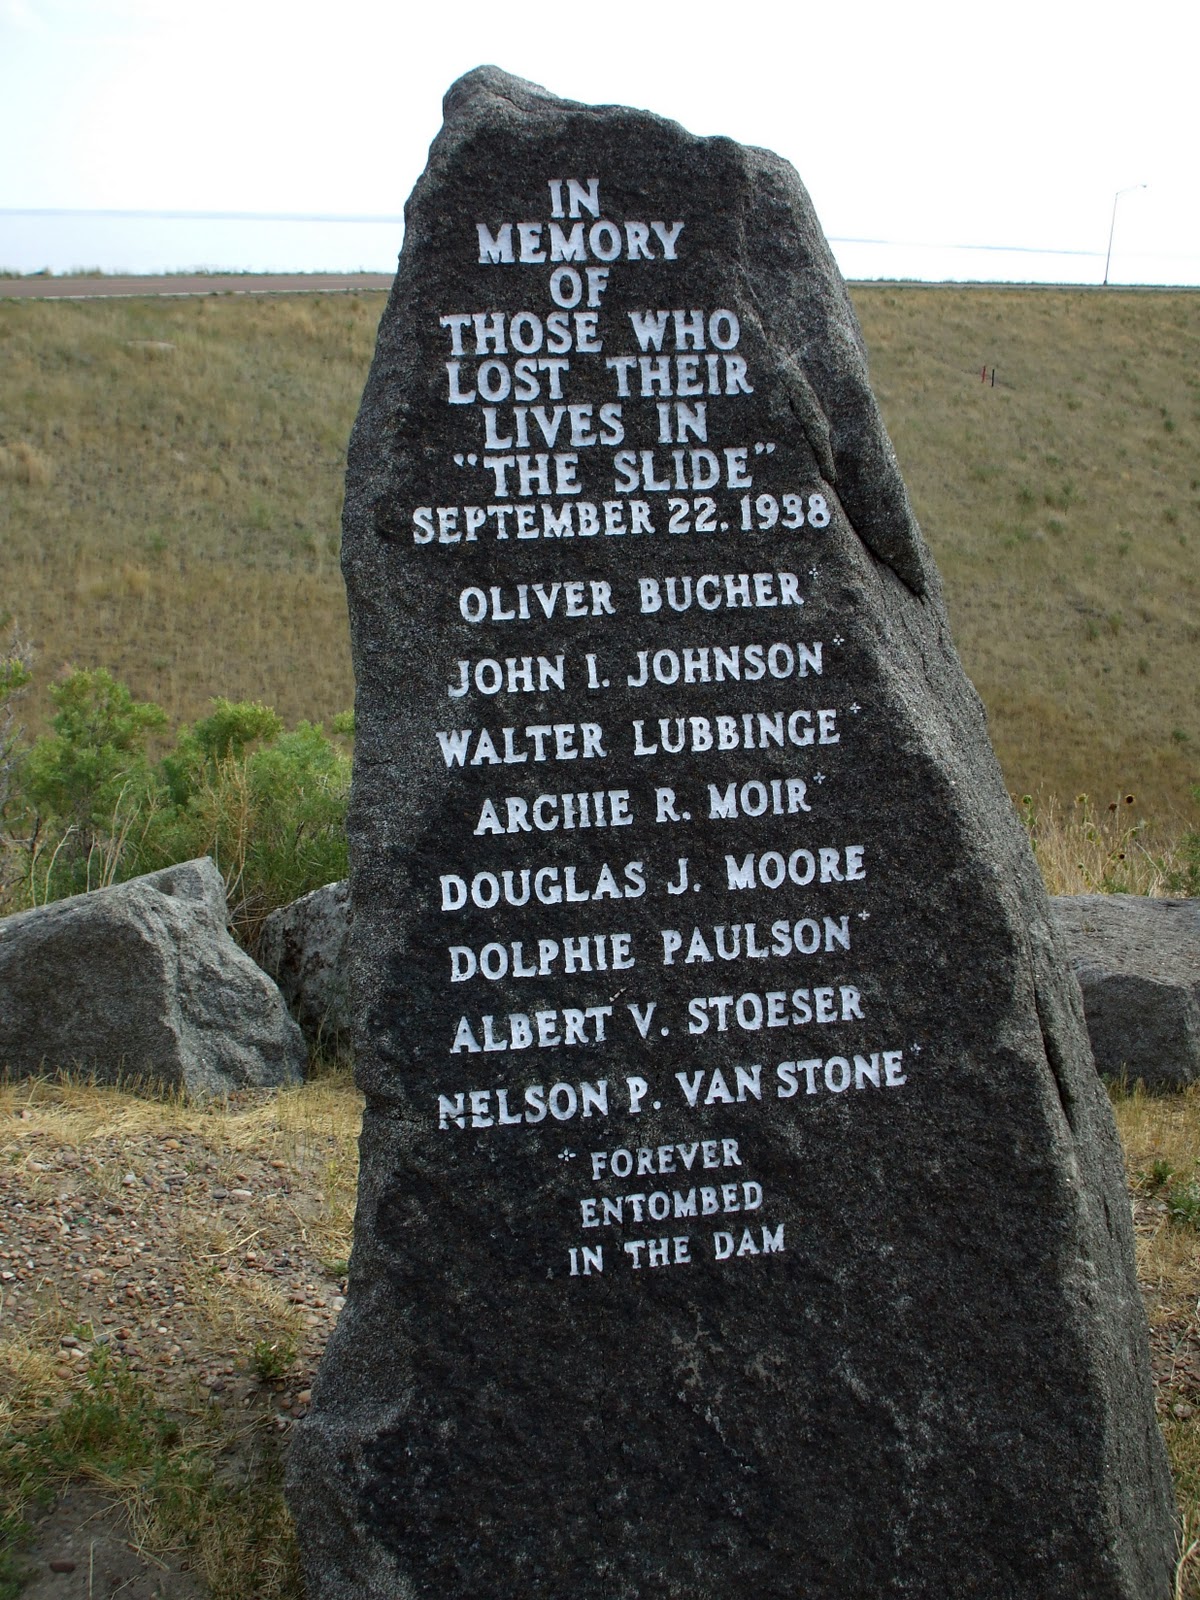 IN
MEMORY
OF
THOSE WHO
LOST THEIR
LIVES IN
"THE SLIDE"
SEPTEMBER 22. 1938
OLIVER BUCHER*
JOHN I. JOHNSON*
WALTER LUBBINGE*
ARCHIE R. MOIR*
DOUGLAS J. MOORE
DOLPHIE PAULSON*
ALBERT V. STOESER
NELSON P. VAN STONE*
* FOREVER
ENTOMBED
IN THE DAM